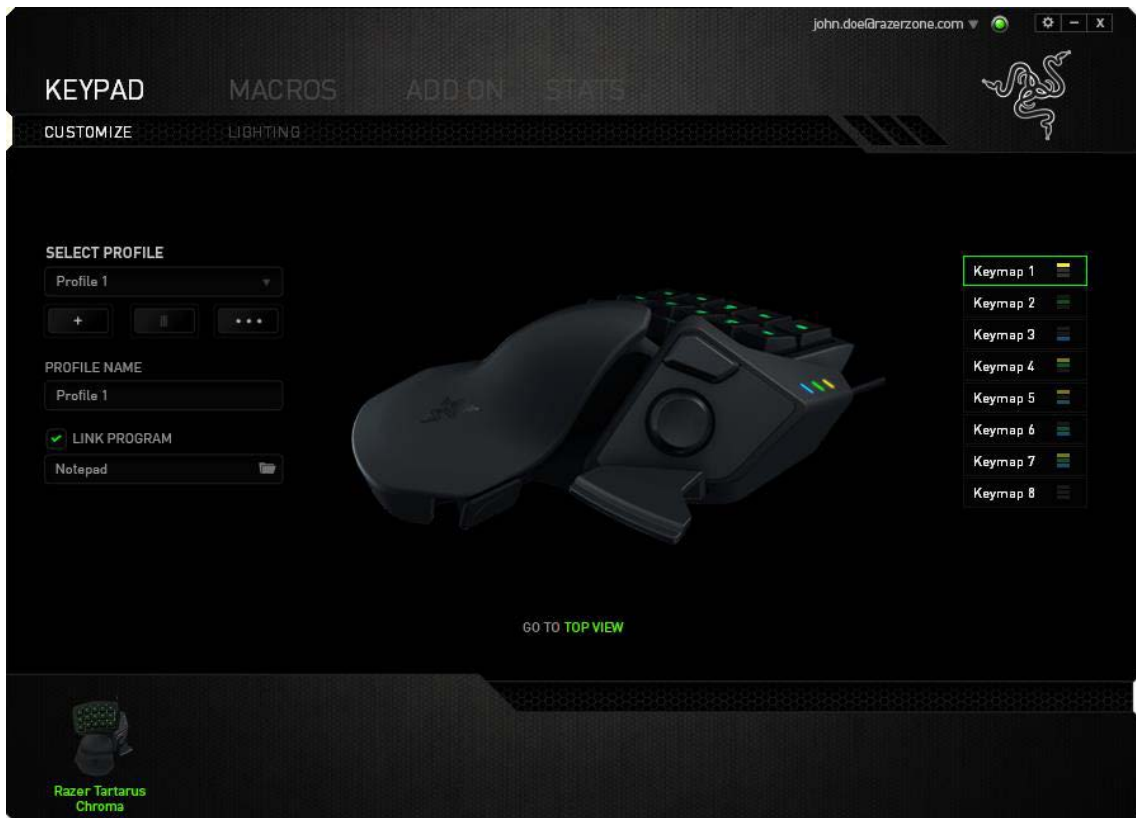 john.doe@razerzone.com
KEYPAD MACROS ADD ON STATS
CUSTOMIZE LIGHTING
SELECT PROFILE
Profile 1
PROFILE NAME
Profile 1
LINK PROGRAM
Notepad
Keymap 1
Keymap 2
Keymap 3
Keymap 4
Keymap 5
Keymap 6
Keymap 7
Keymap 8
GO TO TOP VIEW
Razer Tartarus
Chroma